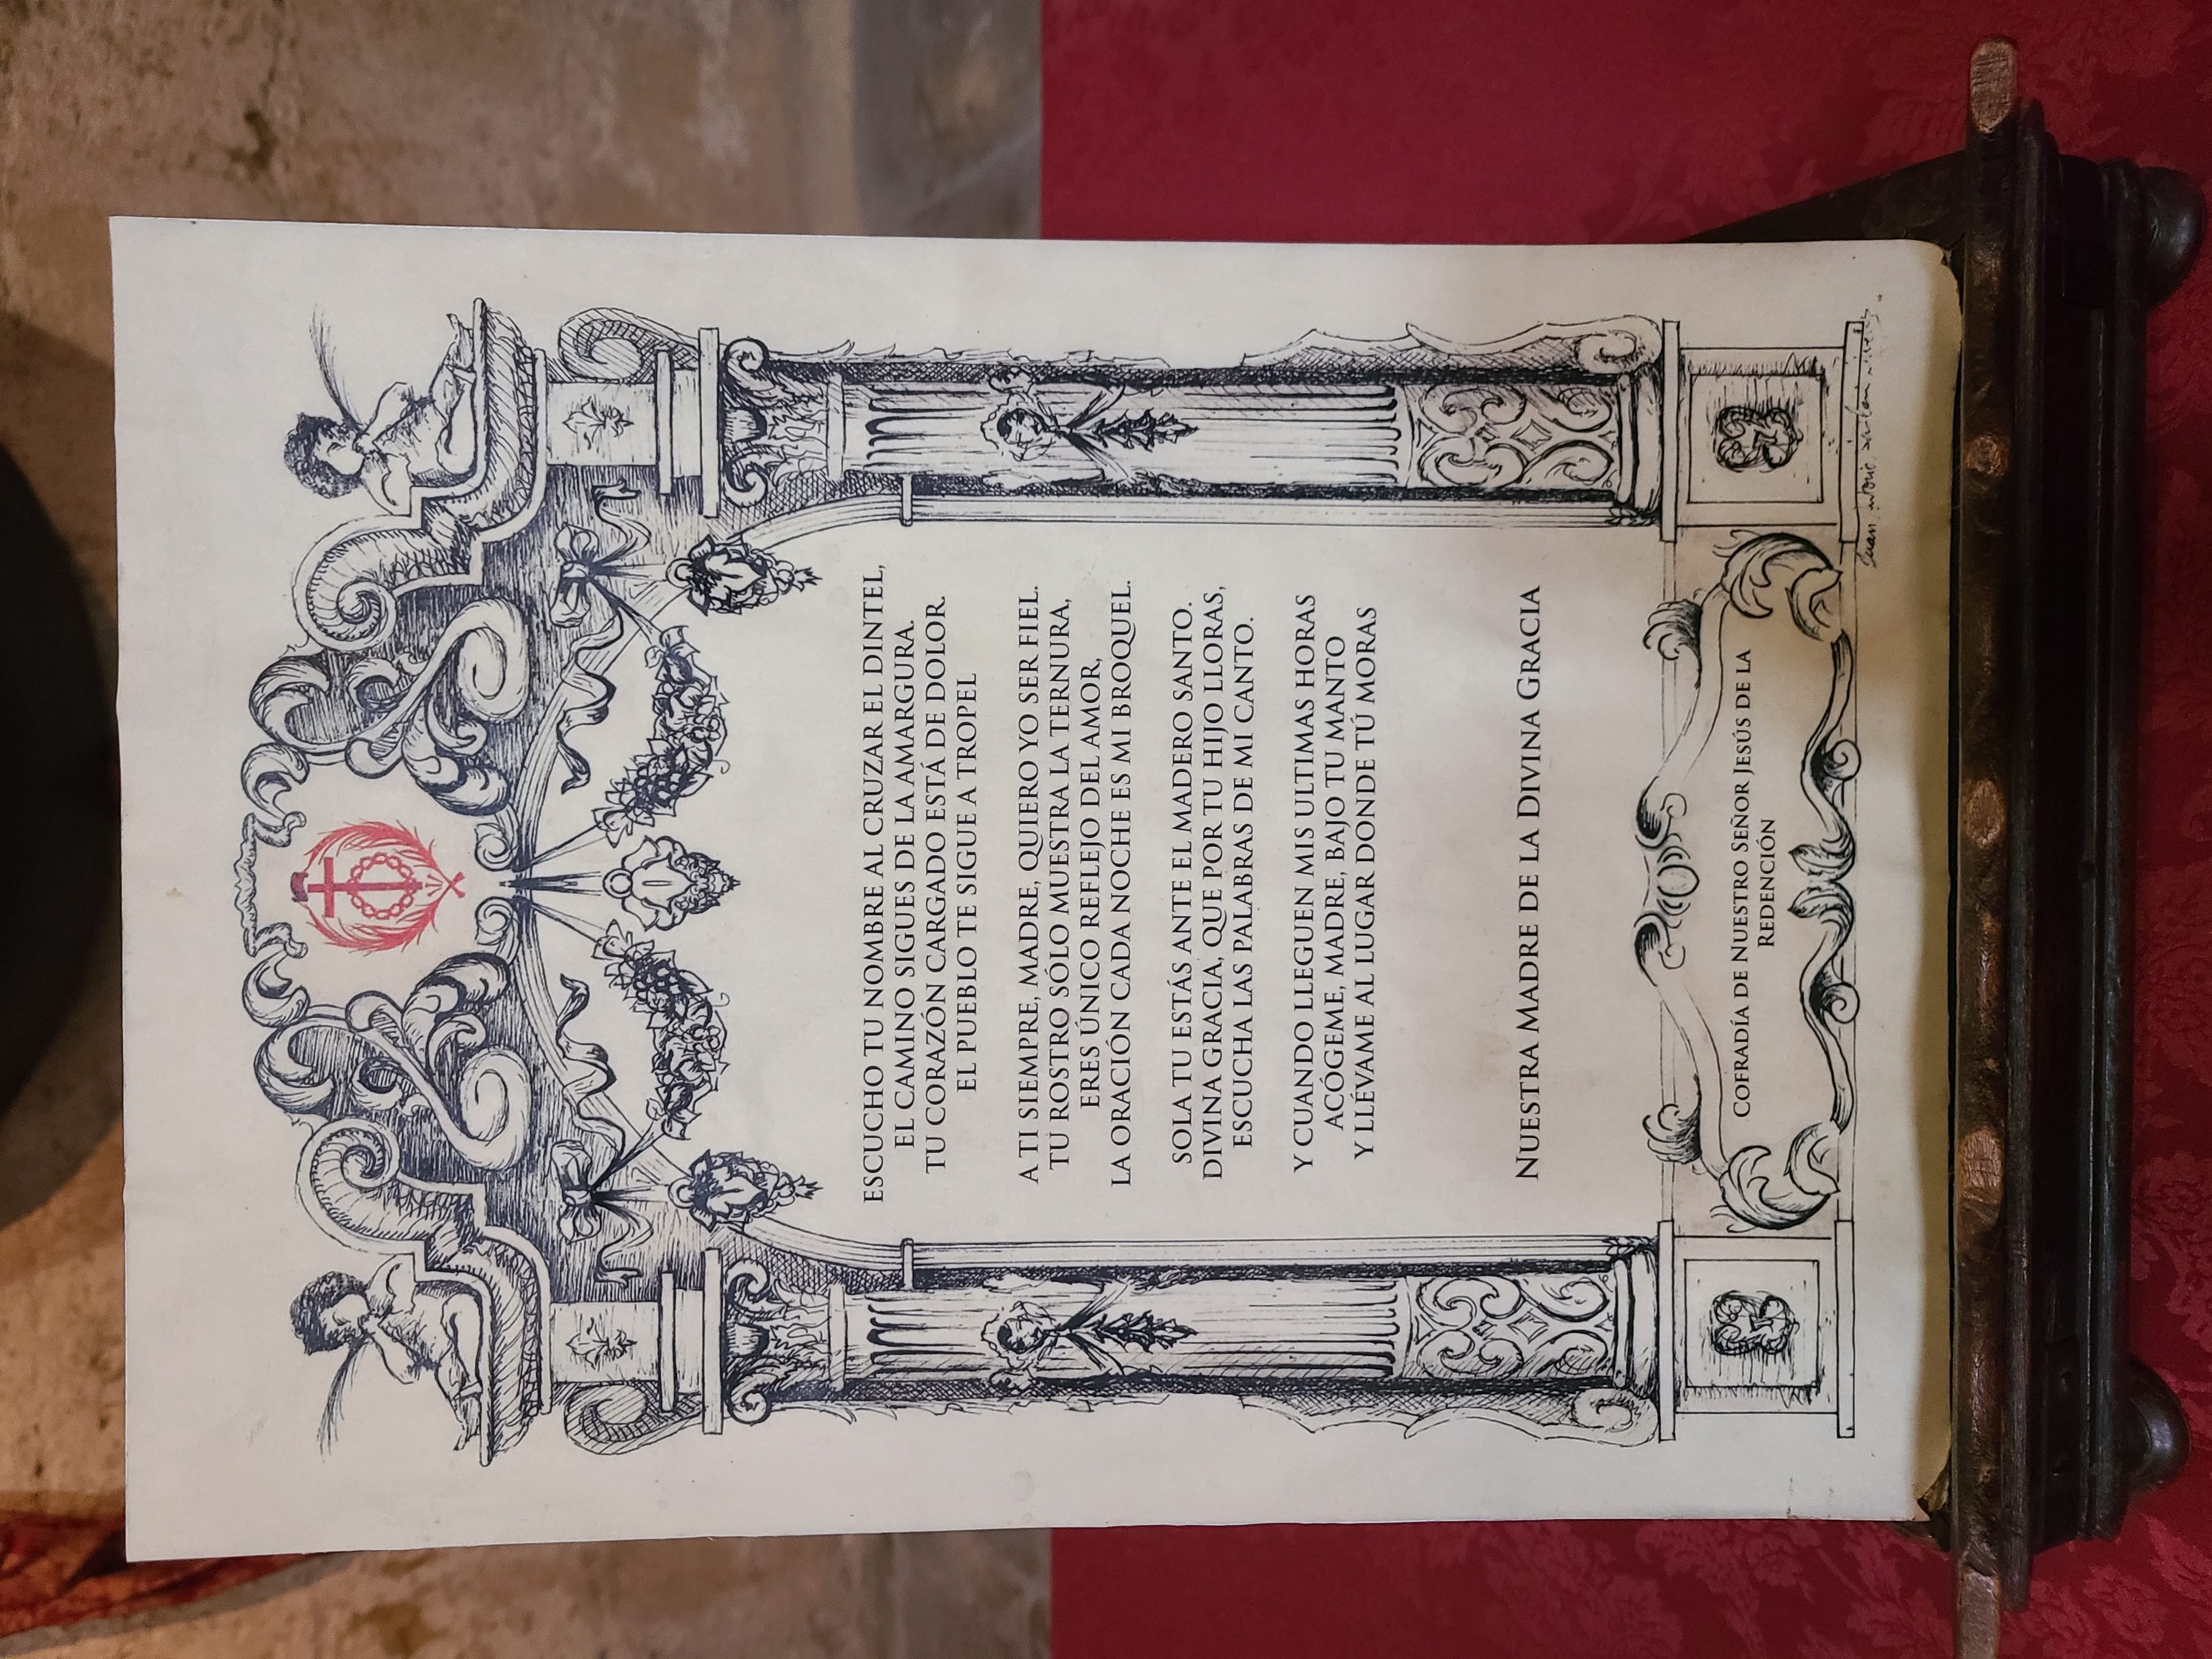 ESCUCHO TU NOMBRE AL CRUZAR EL DINTEL,
EL CAMINO SIGUES DE LA AMARGURA.
TU CORAZÓN CARGADO ESTÁ DE DOLOR.
EL PUEBLO TE SIGUE A TROPEL
A TI SIEMPRE, MADRE, QUIERO YO SER FIEL.
TU ROSTRO SÓLO MUESTRA LA TERNURA,
ERES ÚNICO REFLEJO DEL AMOR,
LA ORACIÓN CADA NOCHE ES MI BROQUEL.
SOLA TU ESTÁS ANTE EL MADERO SANTO.
DIVINA GRACIA, QUE POR TU HIJO LLORAS,
ESCUCHA LAS PALABRAS DE MI CANTO.
Y CUANDO LLEGUEN MIS ULTIMAS HORAS
ACÓGEME, MADRE, BAJO TU MANTO
Y LLÉVAME AL LUGAR DONDE TÚ MORAS
NUESTRA MADRE DE LA DIVINA GRACIA
COFRADÍA DE NUESTRO SEÑOR JESÚS DE LA
REDENCIÓN